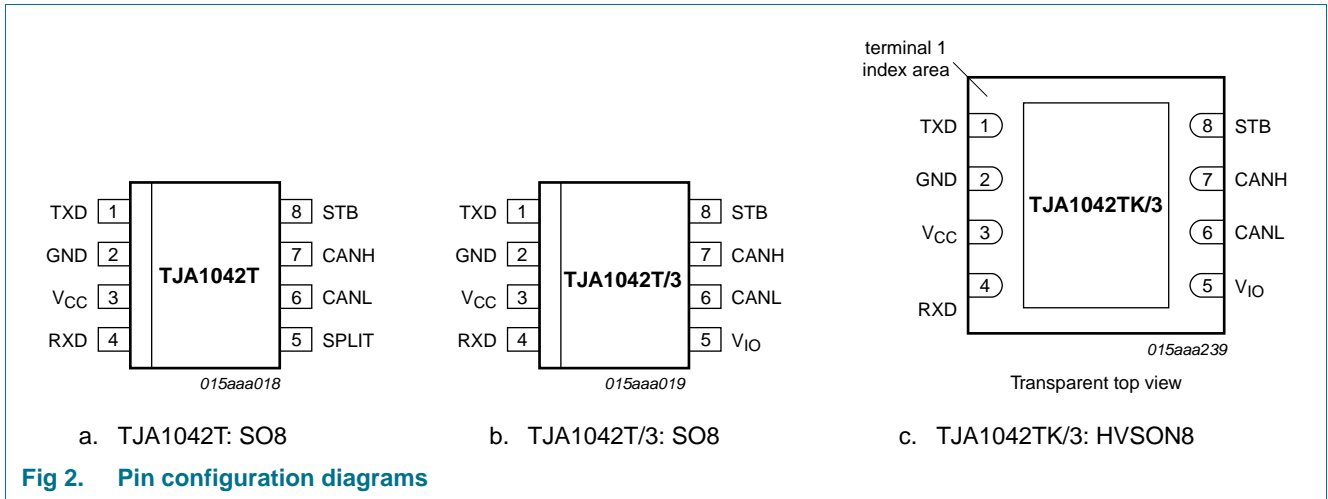 TXD 1
GND 2
VCC 3
RXD 4
TJA1042T
8 STB
7 CANH
6 CANL
5 SPLIT
015aaa018
a. TJA1042T: SO8
TXD 1
GND 2
VCC 3
RXD 4
TJA1042T/3
8 STB
7 CANH
6 CANL
5 VIO
015aaa019
b. TJA1042T/3: SO8
terminal 1
index area
TXD 1
GND 2
VCC 3
4
RXD
TJA1042TK/3
8 STB
7 CANH
6 CANL
5 VIO
015aaa239
Transparent top view
c. TJA1042TK/3: HVSON8
Fig 2. Pin configuration diagrams